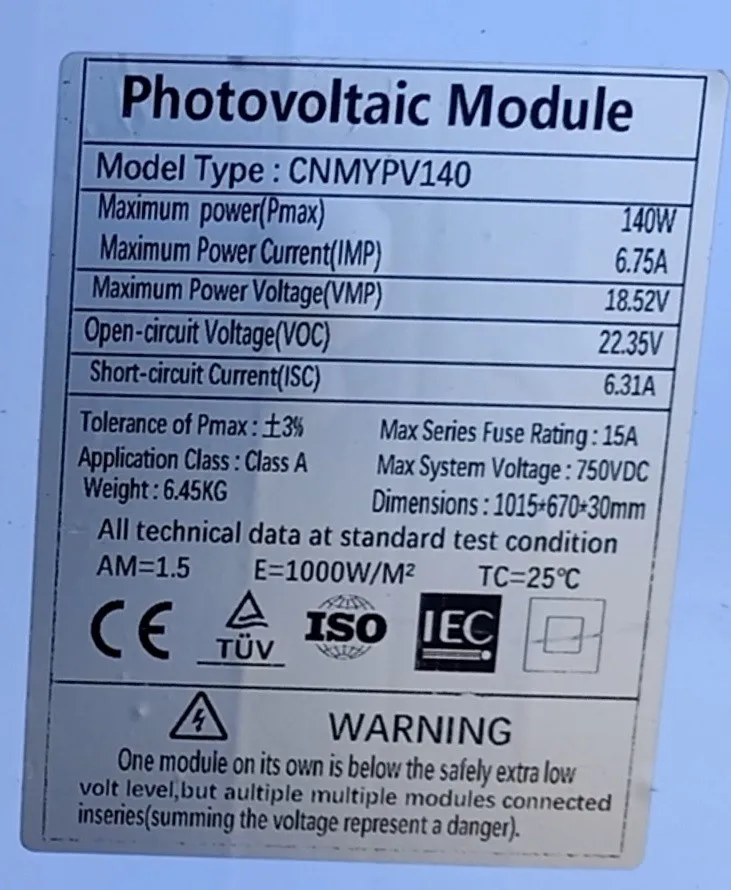 Photovoltaic Module
Model Type : CNMYPV140
Maximum power(Pmax) 140W
Maximum Power Current(IMP) 6.75A
Maximum Power Voltage(VMP) 18.52V
Open-circuit Voltage(VOC) 22.35V
Short-circuit Current(ISC) 6.31A
Tolerance of Pmax : ±3% Max Series Fuse Rating : 15A
Application Class : Class A Max System Voltage : 750VDC
Weight : 6.45KG Dimensions : 1015*670*30mm
All technical data at standard test condition
AM=1.5 E=1000W/M² TC=25℃
CE TÜV ISO IEC
WARNING
One module on its own is below the safely extra low
volt level,but aultiple multiple modules connected
inseries(summing the voltage represent a danger).